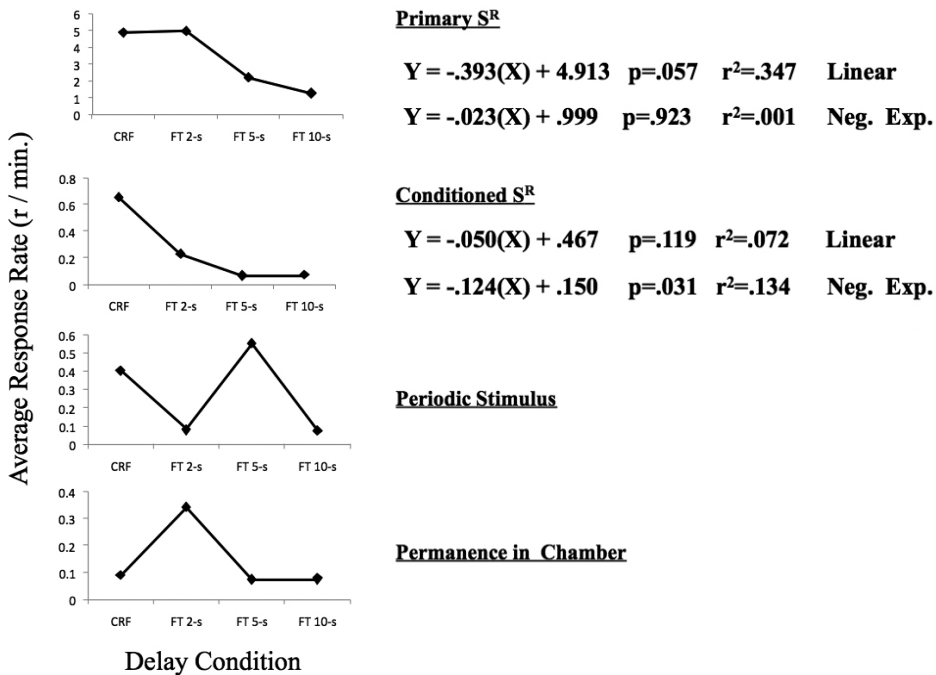 Average Response Rate (r / min.)
6
5
4
3
2
1
0
CRF FT 2-s FT 5-s FT 10-s
Primary Sᴿ
Y = -.393(X) + 4.913 p=.057 r²=.347 Linear
Y = -.023(X) + .999 p=.923 r²=.001 Neg. Exp.
0.8
0.6
0.4
0.2
0
CRF FT 2-s FT 5-s FT 10-s
Conditioned Sᴿ
Y = -.050(X) + .467 p=.119 r²=.072 Linear
Y = -.124(X) + .150 p=.031 r²=.134 Neg. Exp.
0.6
0.5
0.4
0.3
0.2
0.1
0
CRF FT 2-s FT 5-s FT 10-s
Periodic Stimulus
0.4
0.3
0.2
0.1
0
CRF FT 2-s FT 5-s FT 10-s
Permanence in Chamber
Delay Condition